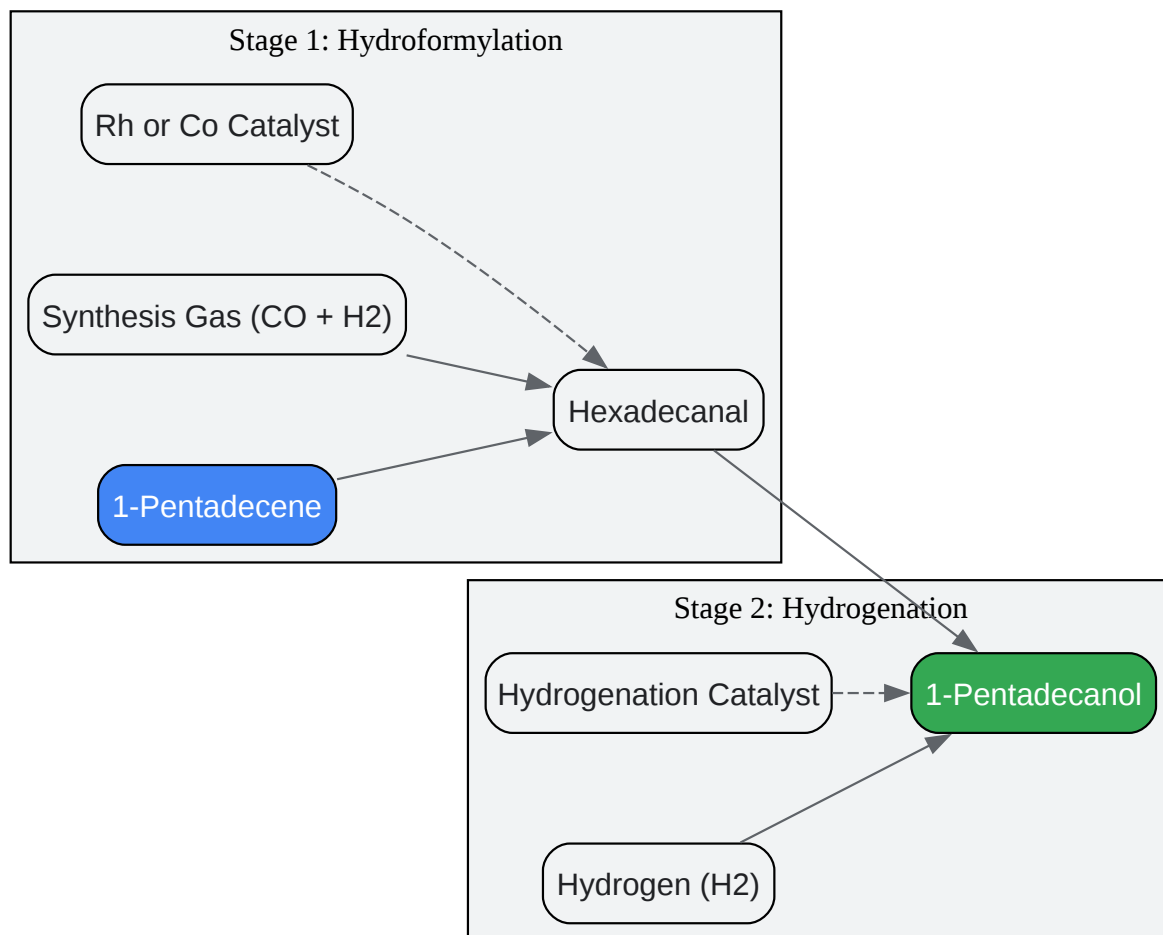 Stage 1: Hydroformylation
Rh or Co Catalyst
Synthesis Gas (CO + H2)
Hexadecanal
1-Pentadecene
Stage 2: Hydrogenation
Hydrogenation Catalyst
1-Pentadecanol
Hydrogen (H2)